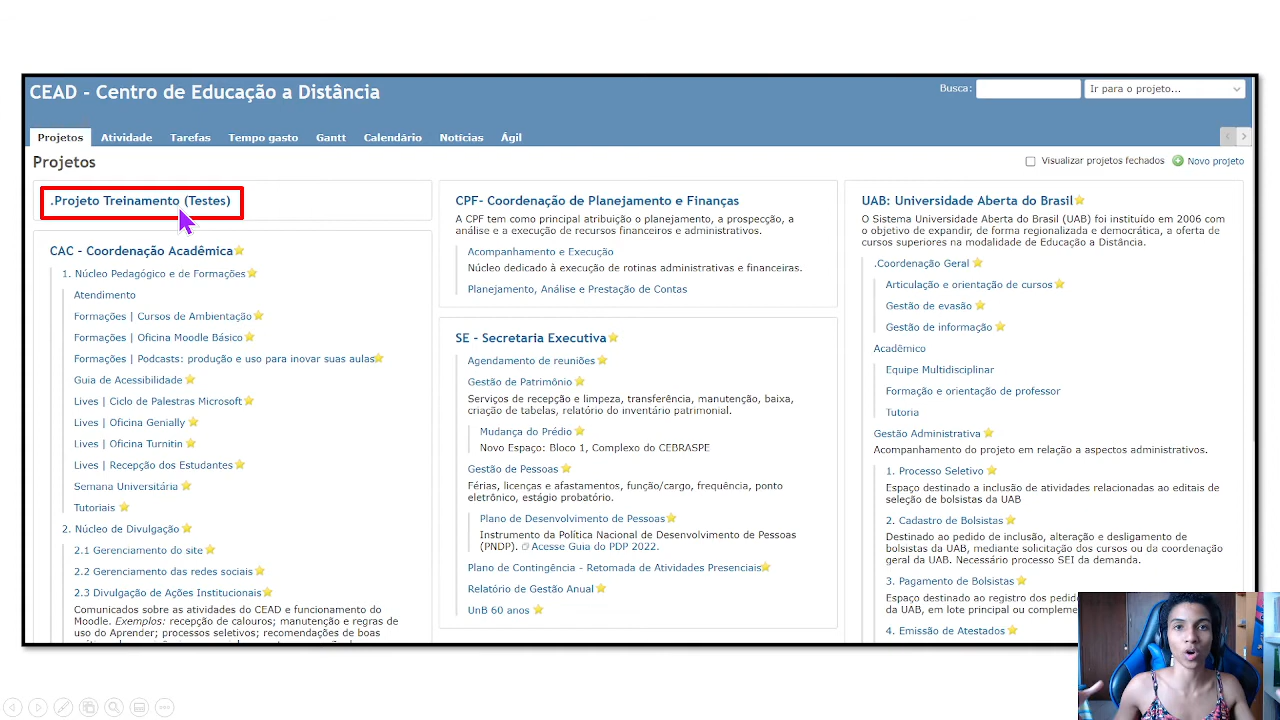 CEAD - Centro de Educação a Distância
Busca:
Ir para o projeto...
Projetos
Atividade
Tarefas
Tempo gasto
Gantt
Calendário
Notícias
Ágil
Projetos
Visualizar projetos fechados
Novo projeto
.Projeto Treinamento (Testes)
CAC - Coordenação Acadêmica
1. Núcleo Pedagógico e de Formações
Atendimento
Formações | Cursos de Ambientação
Formações | Oficina Moodle Básico
Formações | Podcasts: produção e uso para inovar suas aulas
Guia de Acessibilidade
Lives | Ciclo de Palestras Microsoft
Lives | Oficina Genially
Lives | Oficina Turnitin
Lives | Recepção dos Estudantes
Semana Universitária
Tutoriais
2. Núcleo de Divulgação
2.1 Gerenciamento do site
2.2 Gerenciamento das redes sociais
2.3 Divulgação de Ações Institucionais
Comunicados sobre as atividades do CEAD e funcionamento do
Moodle. Exemplos: recepção de calouros; manutenção e regras de
uso do Aprender; processos seletivos; recomendações de boas
CPF- Coordenação de Planejamento e Finanças
A CPF tem como principal atribuição o planejamento, a prospecção, a
análise e a execução de recursos financeiros e administrativos.
Acompanhamento e Execução
Núcleo dedicado à execução de rotinas administrativas e financeiras.
Planejamento, Análise e Prestação de Contas
SE - Secretaria Executiva
Agendamento de reuniões
Gestão de Patrimônio
Serviços de recepção e limpeza, transferência, manutenção, baixa,
criação de tabelas, relatório do inventário patrimonial.
Mudança do Prédio
Novo Espaço: Bloco 1, Complexo do CEBRASPE
Gestão de Pessoas
Férias, licenças e afastamentos, função/cargo, frequência, ponto
eletrônico, estágio probatório.
Plano de Desenvolvimento de Pessoas
Instrumento da Política Nacional de Desenvolvimento de Pessoas
(PNDP). Acesse Guia do PDP 2022.
Plano de Contingência - Retomada de Atividades Presenciais
Relatório de Gestão Anual
UnB 60 anos
UAB: Universidade Aberta do Brasil
O Sistema Universidade Aberta do Brasil (UAB) foi instituido em 2006 com
o objetivo de expandir, de forma regionalizada e democrática, a oferta de
cursos superiores na modalidade de Educação a Distância.
.Coordenação Geral
Articulação e orientação de cursos
Gestão de evasão
Gestão de informação
Acadêmico
Equipe Multidisciplinar
Formação e orientação de professor
Tutoria
Gestão Administrativa
Acompanhamento do projeto em relação a aspectos administrativos.
1. Processo Seletivo
Espaço destinado a inclusão de atividades relacionadas ao editais de
seleção de bolsistas da UAB
2. Cadastro de Bolsistas
Destinado ao pedido de inclusão, alteração e desligamento de
bolsistas da UAB, mediante solicitação dos cursos ou da coordenação
geral da UAB. Necessário processo SEI da demanda.
3. Pagamento de Bolsistas
Espaço destinado ao registro dos pedid
da UAB, em lote principal ou compleme
4. Emissão de Atestados